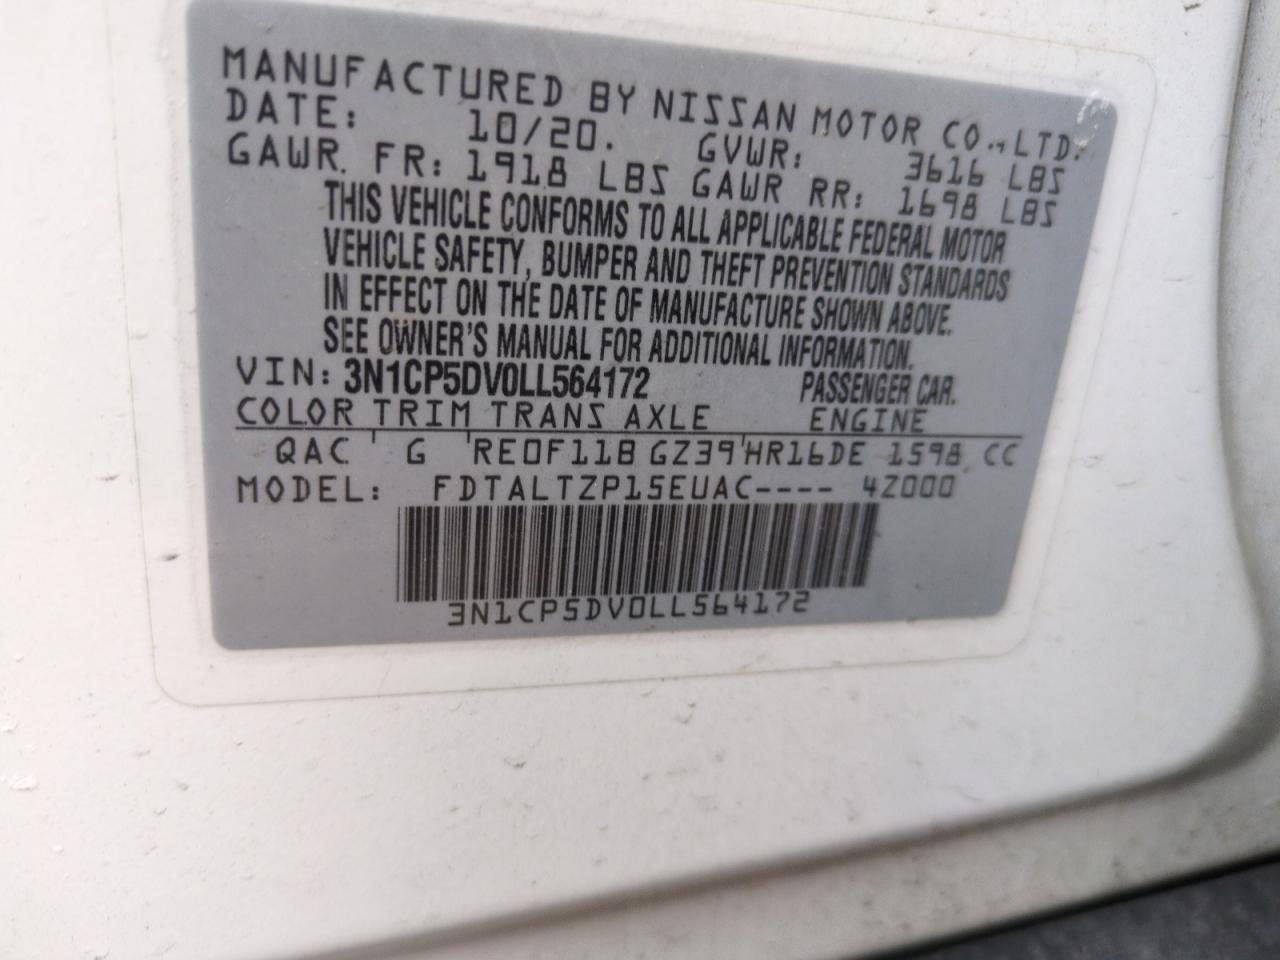 MANUFACTURED BY NISSAN MOTOR CO.,LTD.
DATE: 10/20. GVWR: 3616 LBS
GAWR FR: 1918 LBS GAWR RR: 1698 LBS
THIS VEHICLE CONFORMS TO ALL APPLICABLE FEDERAL MOTOR
VEHICLE SAFETY, BUMPER AND THEFT PREVENTION STANDARDS
IN EFFECT ON THE DATE OF MANUFACTURE SHOWN ABOVE.
SEE OWNER'S MANUAL FOR ADDITIONAL INFORMATION.
VIN: 3N1CP5DV0LL564172 PASSENGER CAR.
COLOR TRIM TRANS AXLE ENGINE
QAC G RE0F11B GZ39 HR16DE 1598 CC
MODEL: FDTALTZP15EUAC---- 4Z000
3N1CP5DV0LL564172